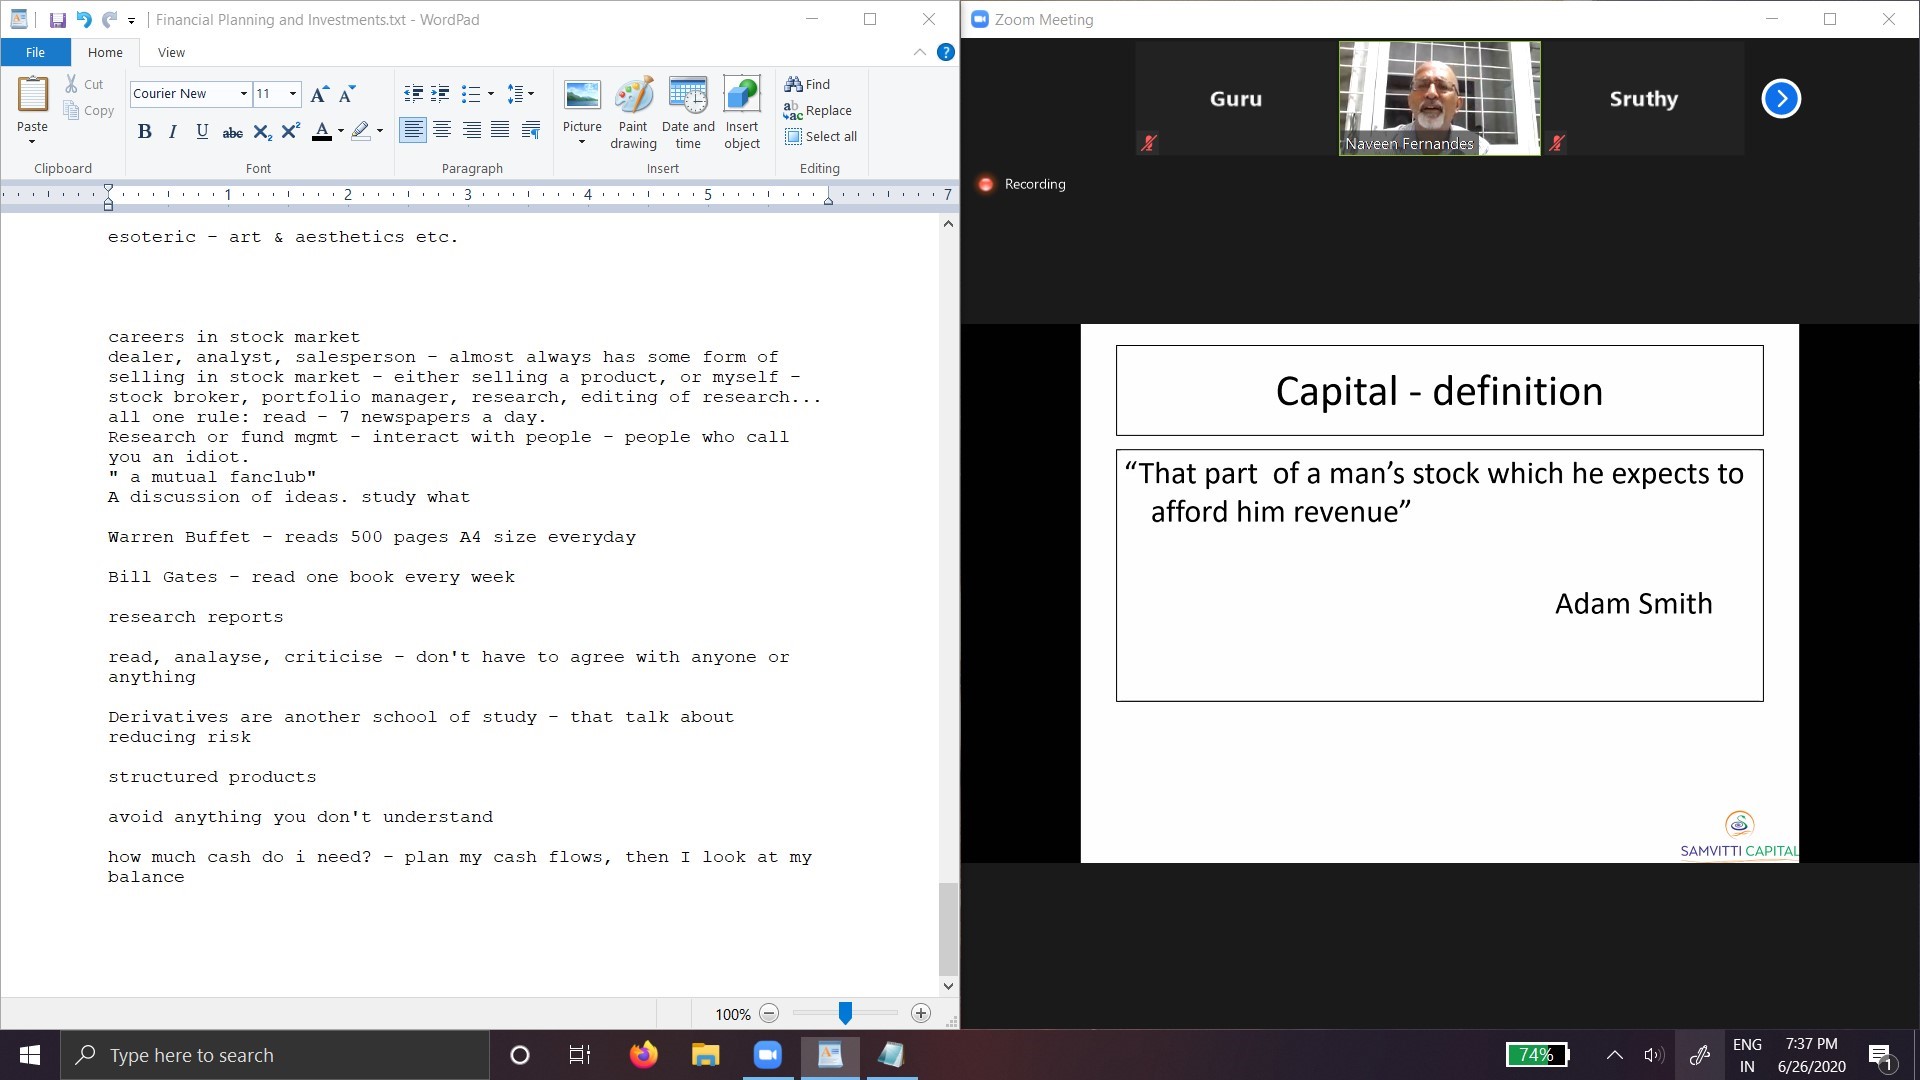 Financial Planning and Investments.txt - WordPad
File
Home
View
Paste
Cut
Copy
Clipboard
Courier New
11
B I U abc X₂ X²
A
Font
Paragraph
Picture
Paint drawing
Date and time
Insert object
Insert
Find
Replace
Select all
Editing
1 2 3 4 5 7
esoteric - art & aesthetics etc.
careers in stock market
dealer, analyst, salesperson - almost always has some form of
selling in stock market - either selling a product, or myself -
stock broker, portfolio manager, research, editing of research...
all one rule: read - 7 newspapers a day.
Research or fund mgmt - interact with people - people who call
you an idiot.
" a mutual fanclub"
A discussion of ideas. study what
Warren Buffet - reads 500 pages A4 size everyday
Bill Gates - read one book every week
research reports
read, analayse, criticise - don't have to agree with anyone or
anything
Derivatives are another school of study - that talk about
reducing risk
structured products
avoid anything you don't understand
how much cash do i need? - plan my cash flows, then I look at my
balance
100%
Zoom Meeting
Guru
Naveen Fernandes
Sruthy
Recording
Capital - definition
“That part  of a man’s stock which he expects to
afford him revenue”
Adam Smith
SAMVITTI CAPITAL
Type here to search
74%
ENG
IN
7:37 PM
6/26/2020
1